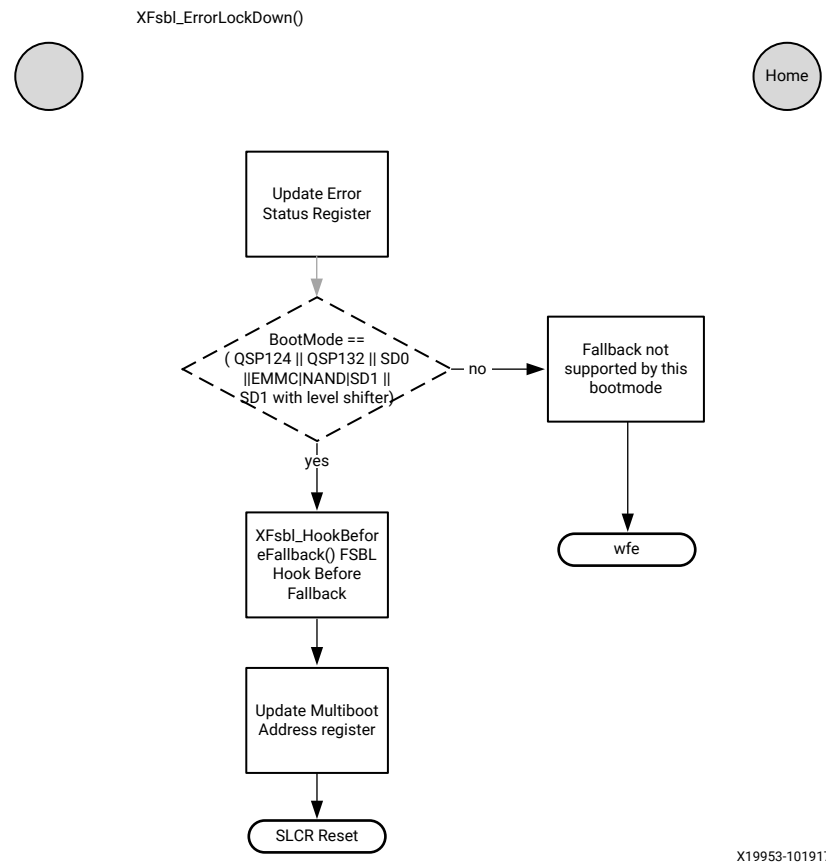 XFsbl_ErrorLockDown()
Home
Update Error
Status Register
BootMode ==
( QSP124 || QSP132 || SD0
||EMMC|NAND|SD1 ||
SD1 with level shifter)
no
Fallback not
supported by this
bootmode
yes
XFsbl_HookBefor
eFallback() FSBL
Hook Before
Fallback
wfe
Update Multiboot
Address register
SLCR Reset
X19953-101917